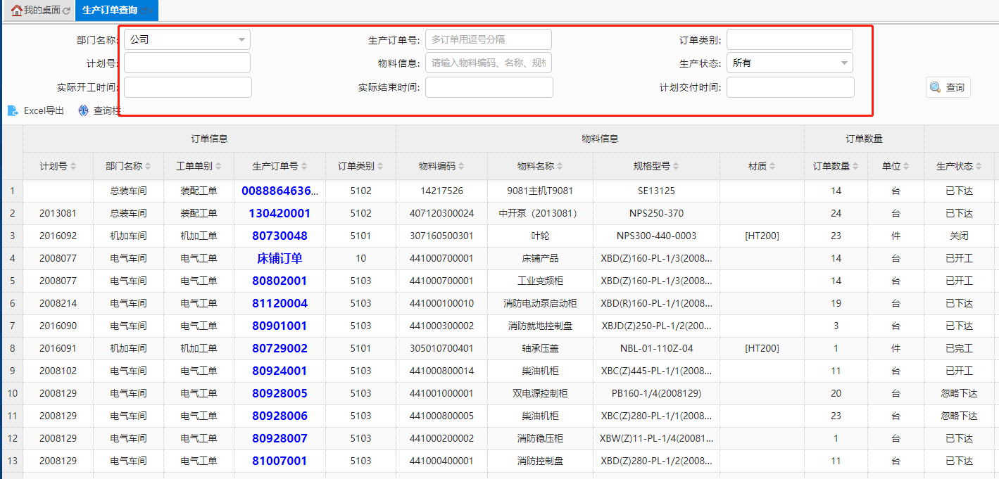 我的桌面 生产订单查询
部门名称: 公司 生产订单号: 多订单用逗号分隔 订单类别:
计划号: 物料信息: 请输入物料编码、名称、规格 生产状态: 所有
实际开工时间: 实际结束时间: 计划交付时间: 查询
Excel导出 查询栏
订单信息 物料信息 订单数量
计划号 部门名称 工单单别 生产订单号 订单类别 物料编码 物料名称 规格型号 材质 订单数量 单位 生产状态
1 总装车间 装配工单 0088864636... 5102 14217526 9081主机T9081 SE13125 14 台 已下达
2 2013081 总装车间 装配工单 130420001 5102 407120300024 中开泵（2013081） NPS250-370 24 台 已下达
3 2016092 机加车间 机加工单 80730048 5101 307160500301 叶轮 NPS300-440-0003 [HT200] 23 件 关闭
4 2008077 电气车间 电气工单 床铺订单 10 441000700001 床铺产品 XBD(Z)160-PL-1/3(2008... 14 台 已开工
5 2008077 电气车间 电气工单 80802001 5103 441000700001 工业变频柜 XBD(Z)160-PL-1/3(2008... 14 台 已开工
6 2008214 电气车间 电气工单 81120004 5103 441000100010 消防电动泵启动柜 XBD(R)160-PL-1/1(2008... 19 台 已下达
7 2016090 电气车间 电气工单 80901001 5103 441000300002 消防就地控制盘 XBJD(Z)250-PL-1/2(200... 3 台 已下达
8 2016091 机加车间 机加工单 80729002 5101 305010700401 轴承压盖 NBL-01-110Z-04 [HT200] 1 件 已完工
9 2008102 电气车间 电气工单 80924001 5103 441000800014 柴油机柜 XBC(Z)445-PL-1/1(2008... 11 台 已开工
10 2008129 电气车间 电气工单 80928005 5103 441001000001 双电源控制柜 PB160-1/4(2008129) 20 台 忽略下达
11 2008129 电气车间 电气工单 80928006 5103 441000800005 柴油机柜 XBC(Z)280-PL-1/1(2008... 23 台 忽略下达
12 2008129 电气车间 电气工单 80928007 5103 441000200002 消防稳压柜 XBW(Z)11-PL-1/4(20081... 1 台 已下达
13 2008129 电气车间 电气工单 81007001 5103 441000400001 消防控制盘 XBD(Z)280-PL-1/2(2008... 11 台 已下达